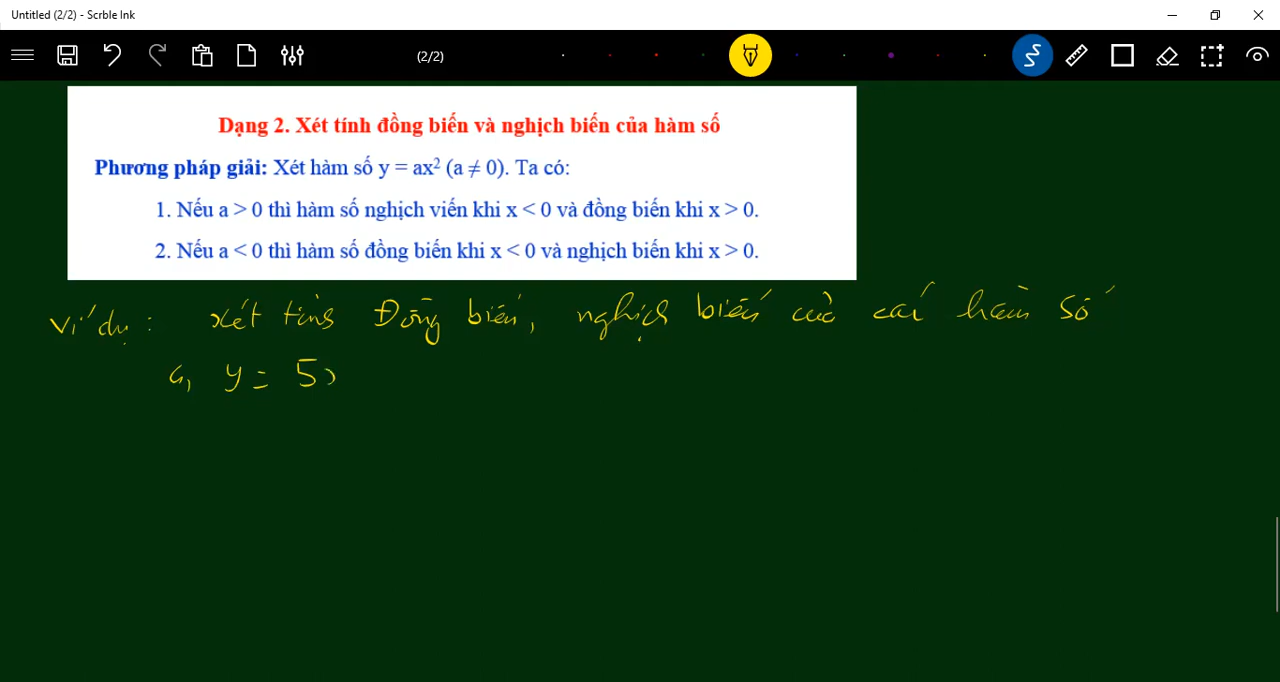 Untitled (2/2) - Scrble Ink
(2/2)
Dạng 2. Xét tính đồng biến và nghịch biến của hàm số
Phương pháp giải: Xét hàm số y = ax² (a ≠ 0). Ta có:
1. Nếu a > 0 thì hàm số nghịch viến khi x < 0 và đồng biến khi x > 0.
2. Nếu a < 0 thì hàm số đồng biến khi x < 0 và nghịch biến khi x > 0.
Ví dụ : Xét tính Đồng biến, nghịch biến của các hàm số
a, y = 5